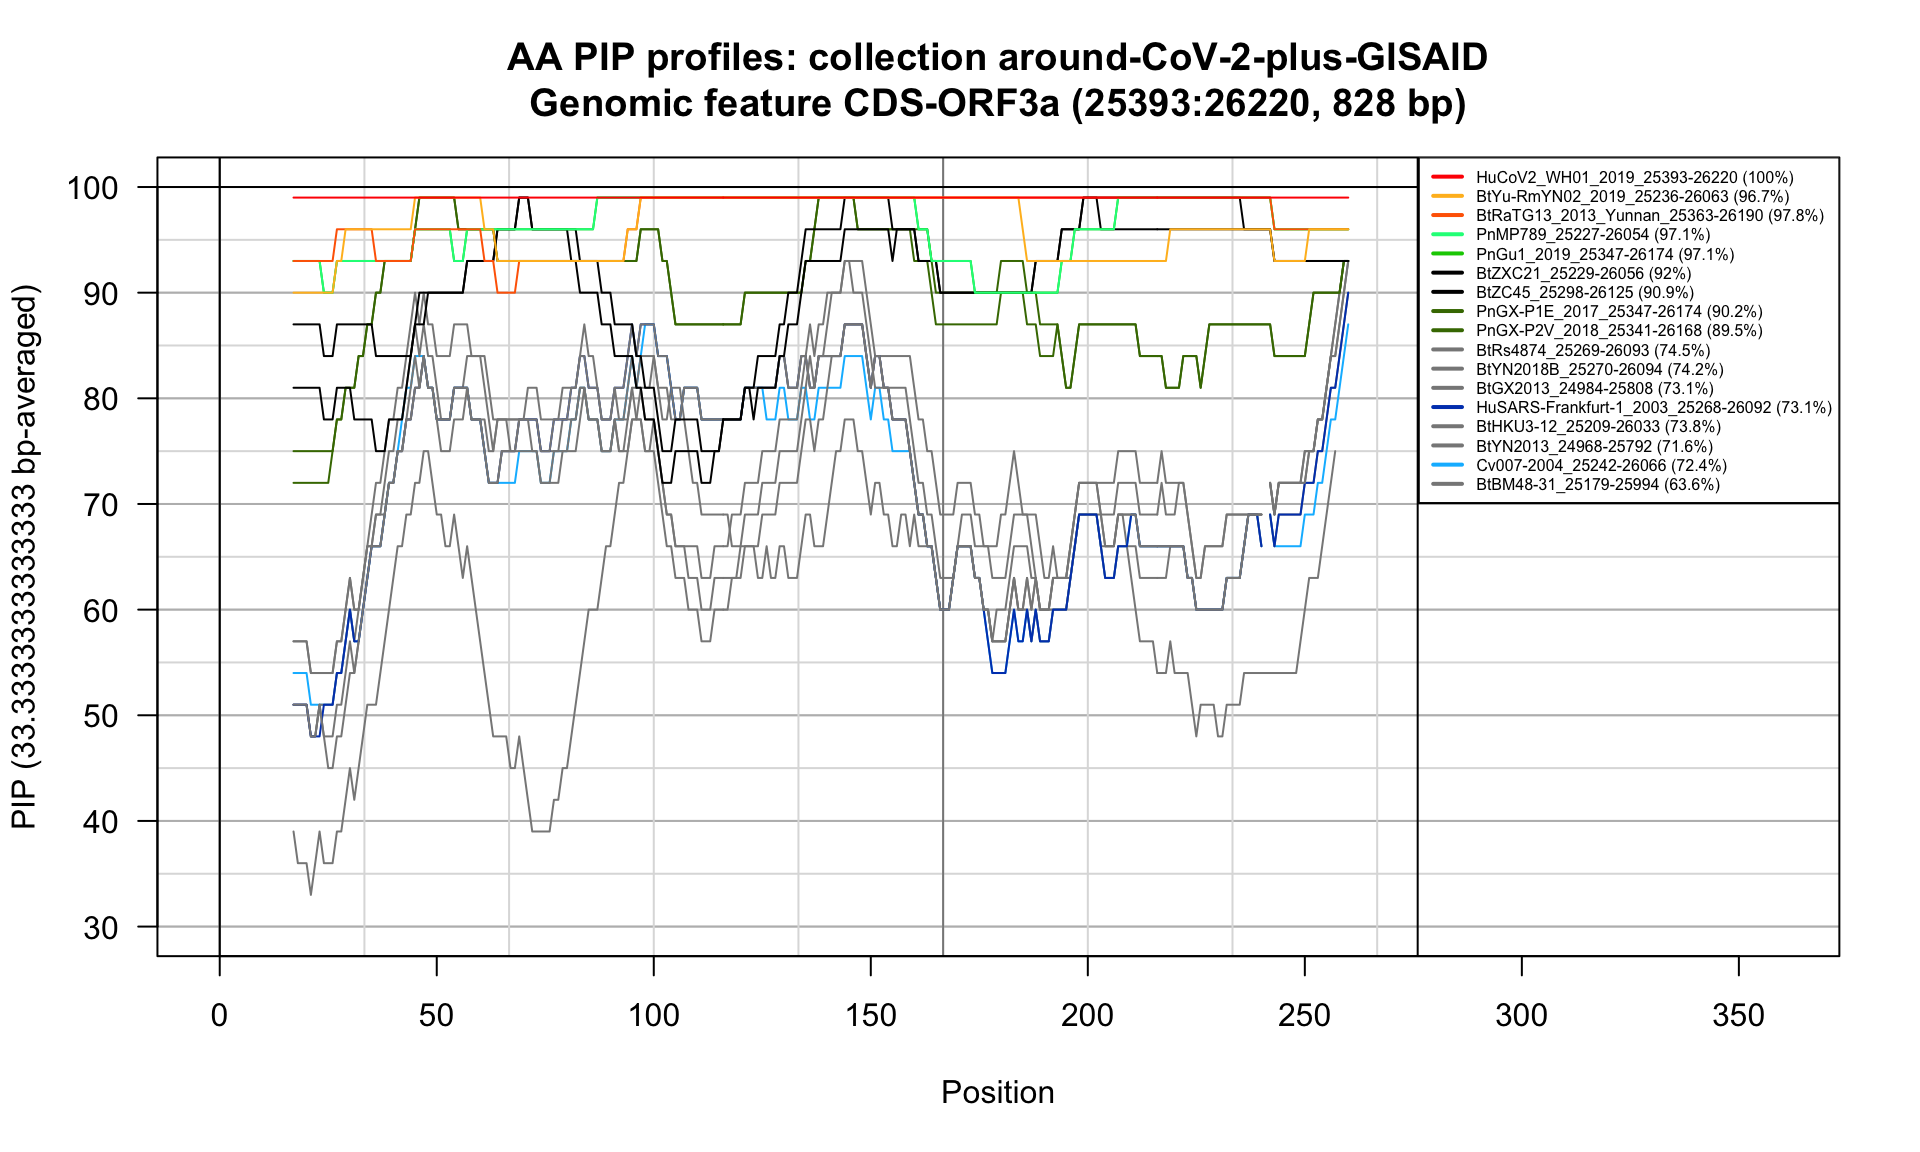 AA PIP profiles: collection around-CoV-2-plus-GISAID
Genomic feature CDS-ORF3a (25393:26220, 828 bp)
PIP (33.3333333333333 bp-averaged)
100
90
80
70
60
50
40
30
HuCoV2_WH01_2019_25393-26220 (100%)
BtYu-RmYN02_2019_25236-26063 (96.7%)
BtRaTG13_2013_Yunnan_25363-26190 (97.8%)
PnMP789_25227-26054 (97.1%)
PnGu1_2019_25347-26174 (97.1%)
BtZXC21_25229-26056 (92%)
BtZC45_25298-26125 (90.9%)
PnGX-P1E_2017_25347-26174 (90.2%)
PnGX-P2V_2018_25341-26168 (89.5%)
BtRs4874_25269-26093 (74.5%)
BtYN2018B_25270-26094 (74.2%)
BtGX2013_24984-25808 (73.1%)
HuSARS-Frankfurt-1_2003_25268-26092 (73.1%)
BtHKU3-12_25209-26033 (73.8%)
BtYN2013_24968-25792 (71.6%)
Cv007-2004_25242-26066 (72.4%)
BtBM48-31_25179-25994 (63.6%)
0 50 100 150 200 250 300 350
Position